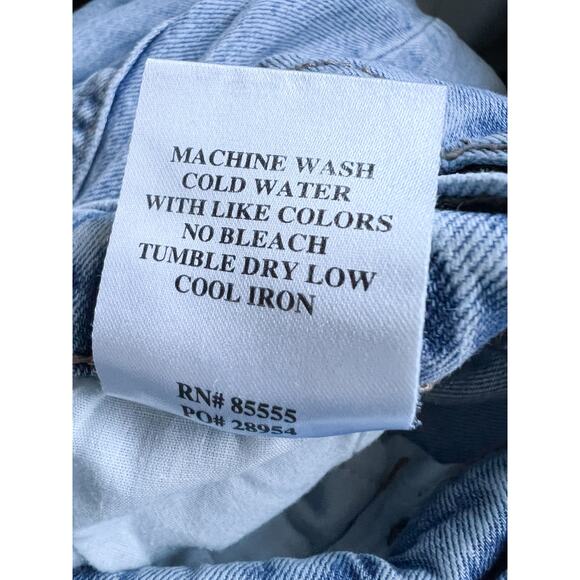 MACHINE WASH
COLD WATER
WITH LIKE COLORS
NO BLEACH
TUMBLE DRY LOW
COOL IRON
RN# 85555
PO# 28954